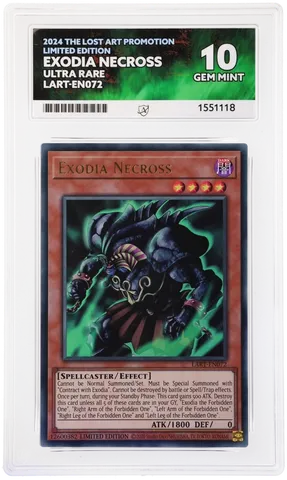 2024 THE LOST ART PROMOTION
LIMITED EDITION
EXODIA NECROSS
ULTRA RARE
LART-EN072
10
GEM MINT
1551118
EXODIA NECROSS
LART-EN072
[SPELLCASTER/EFFECT]
Cannot be Normal Summoned/Set. Must be Special Summoned with
"Contract with Exodia". Cannot be destroyed by battle or Spell/Trap effects.
Once per turn, during your Standby Phase: This card gains 500 ATK. Destroy
this card unless all 5 of these cards are in your GY. "Exodia the Forbidden
One", "Right Arm of the Forbidden One", "Left Arm of the Forbidden One",
"Right Leg of the Forbidden One", and "Left Leg of the Forbidden One".
ATK/1800 DEF/ 0
12600382 LIMITED EDITION